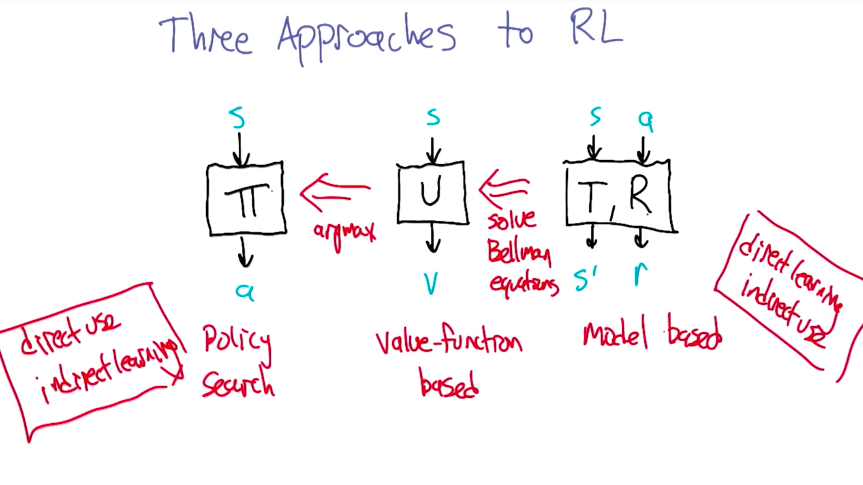 Three Approaches to RL
s
s
s a
π
U
T, R
argmax
solve
Bellman
equations
a
v
s' r
direct use
indirect learning
Policy
Search
Value-function
based
Model based
direct learning
indirect use